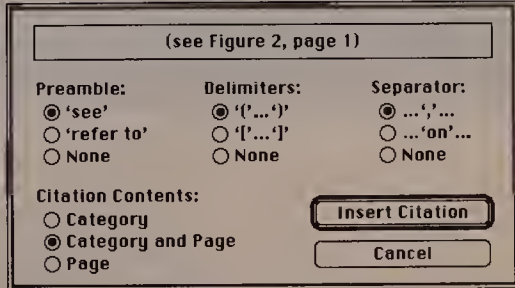 (see Figure 2, page 1)
Preamble:
‘see’
‘refer to’
None
Delimiters:
‘(‘...‘)’
‘[‘...‘]’
None
Separator:
...‘,’...
...‘on’...
None
Citation Contents:
Category
Category and Page
Page
Insert Citation
Cancel